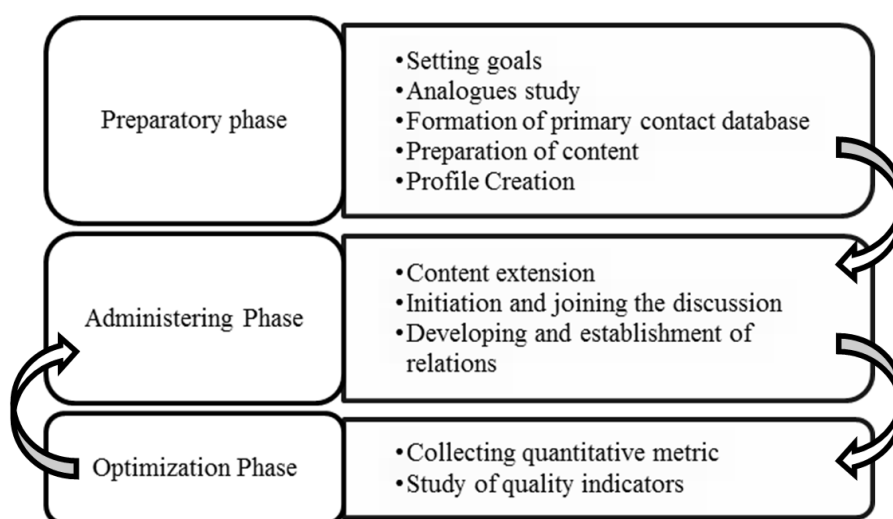 Preparatory phase
•Setting goals
•Analogues study
•Formation of primary contact database
•Preparation of content
•Profile Creation
Administering Phase
•Content extension
•Initiation and joining the discussion
•Developing and establishment of
relations
Optimization Phase
•Collecting quantitative metric
•Study of quality indicators